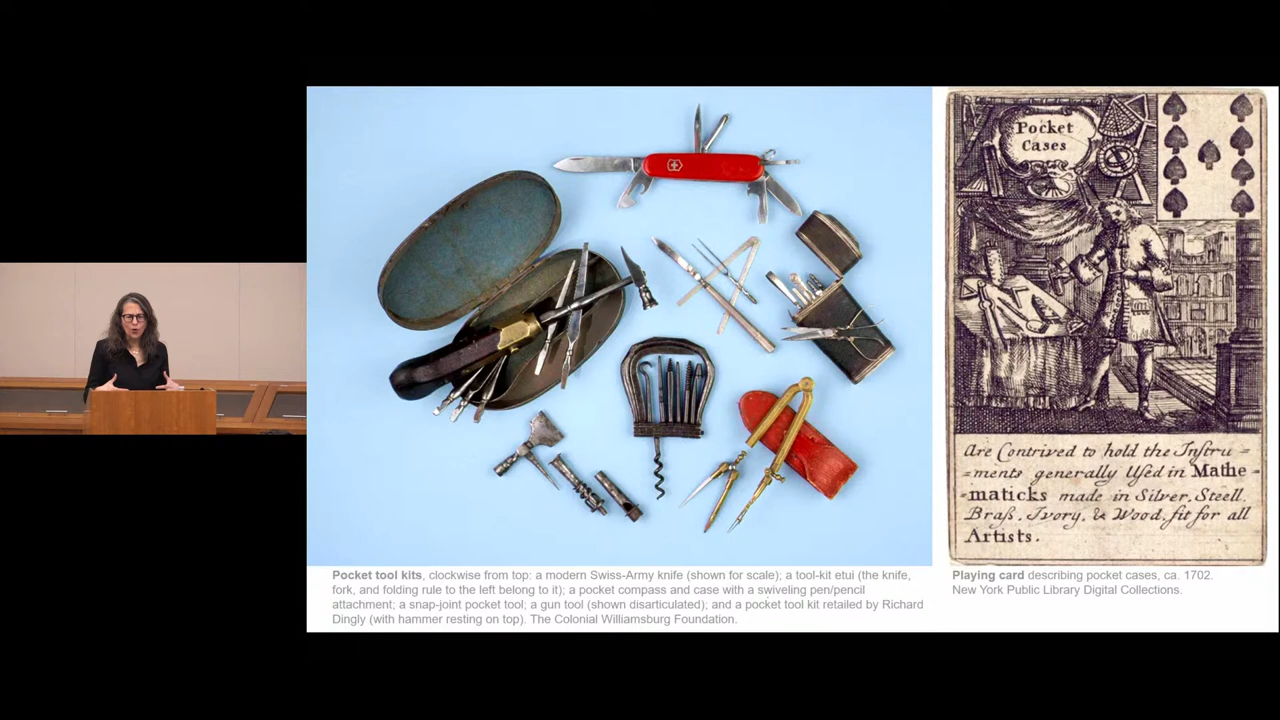 Pocket
Cases
are Contrived to hold the Instru=
=ments generally Used in Mathe
=maticks made in Silver, Steell.
Brass, Ivory, & Wood, fit for all
Artists.
Pocket tool kits, clockwise from top: a modern Swiss-Army knife (shown for scale); a tool-kit etui (the knife,
fork, and folding rule to the left belong to it); a pocket compass and case with a swiveling pen/pencil
attachment; a snap-joint pocket tool; a gun tool (shown disarticulated); and a pocket tool kit retailed by Richard
Dingly (with hammer resting on top). The Colonial Williamsburg Foundation.
Playing card describing pocket cases, ca. 1702.
New York Public Library Digital Collections.